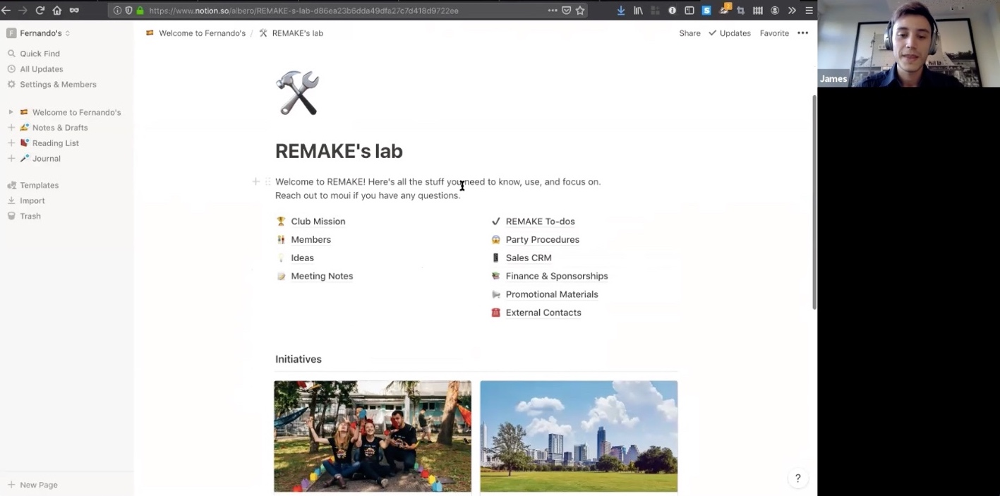 https://www.notion.so/albero/REMAKE-s-lab-d86ea23b6dda49dfa27c7d418d9722ee
S
2
F Fernando's
Welcome to Fernando's / REMAKE's lab
Share Updates Favorite
Quick Find
All Updates
Settings & Members
Welcome to Fernando's
Notes & Drafts
Reading List
Journal
Templates
Import
Trash
New Page
REMAKE's lab
Welcome to REMAKE! Here's all the stuff you need to know, use, and focus on.
Reach out to moui if you have any questions.
Club Mission
Members
Ideas
Meeting Notes
REMAKE To-dos
Party Procedures
Sales CRM
Finance & Sponsorships
Promotional Materials
External Contacts
Initiatives
?
James